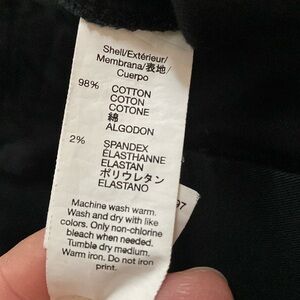 Shell/Extérieur/
Membrana/表地/
Cuerpo
98% COTTON
COTON
COTONE
綿
ALGODON
2% SPANDEX
ÉLASTHANNE
ELASTAN
ポリウレタン
ELASTANO
Machine wash warm.
Wash and dry with like
colors. Only non-chlorine
bleach when needed.
Tumble dry medium.
Warm iron. Do not iron
print.
97